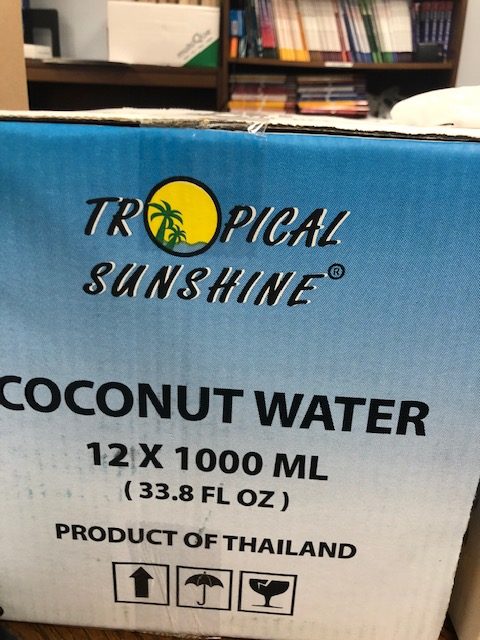 TROPICAL
SUNSHINE®
COCONUT WATER
12 X 1000 ML
( 33.8 FL OZ )
PRODUCT OF THAILAND